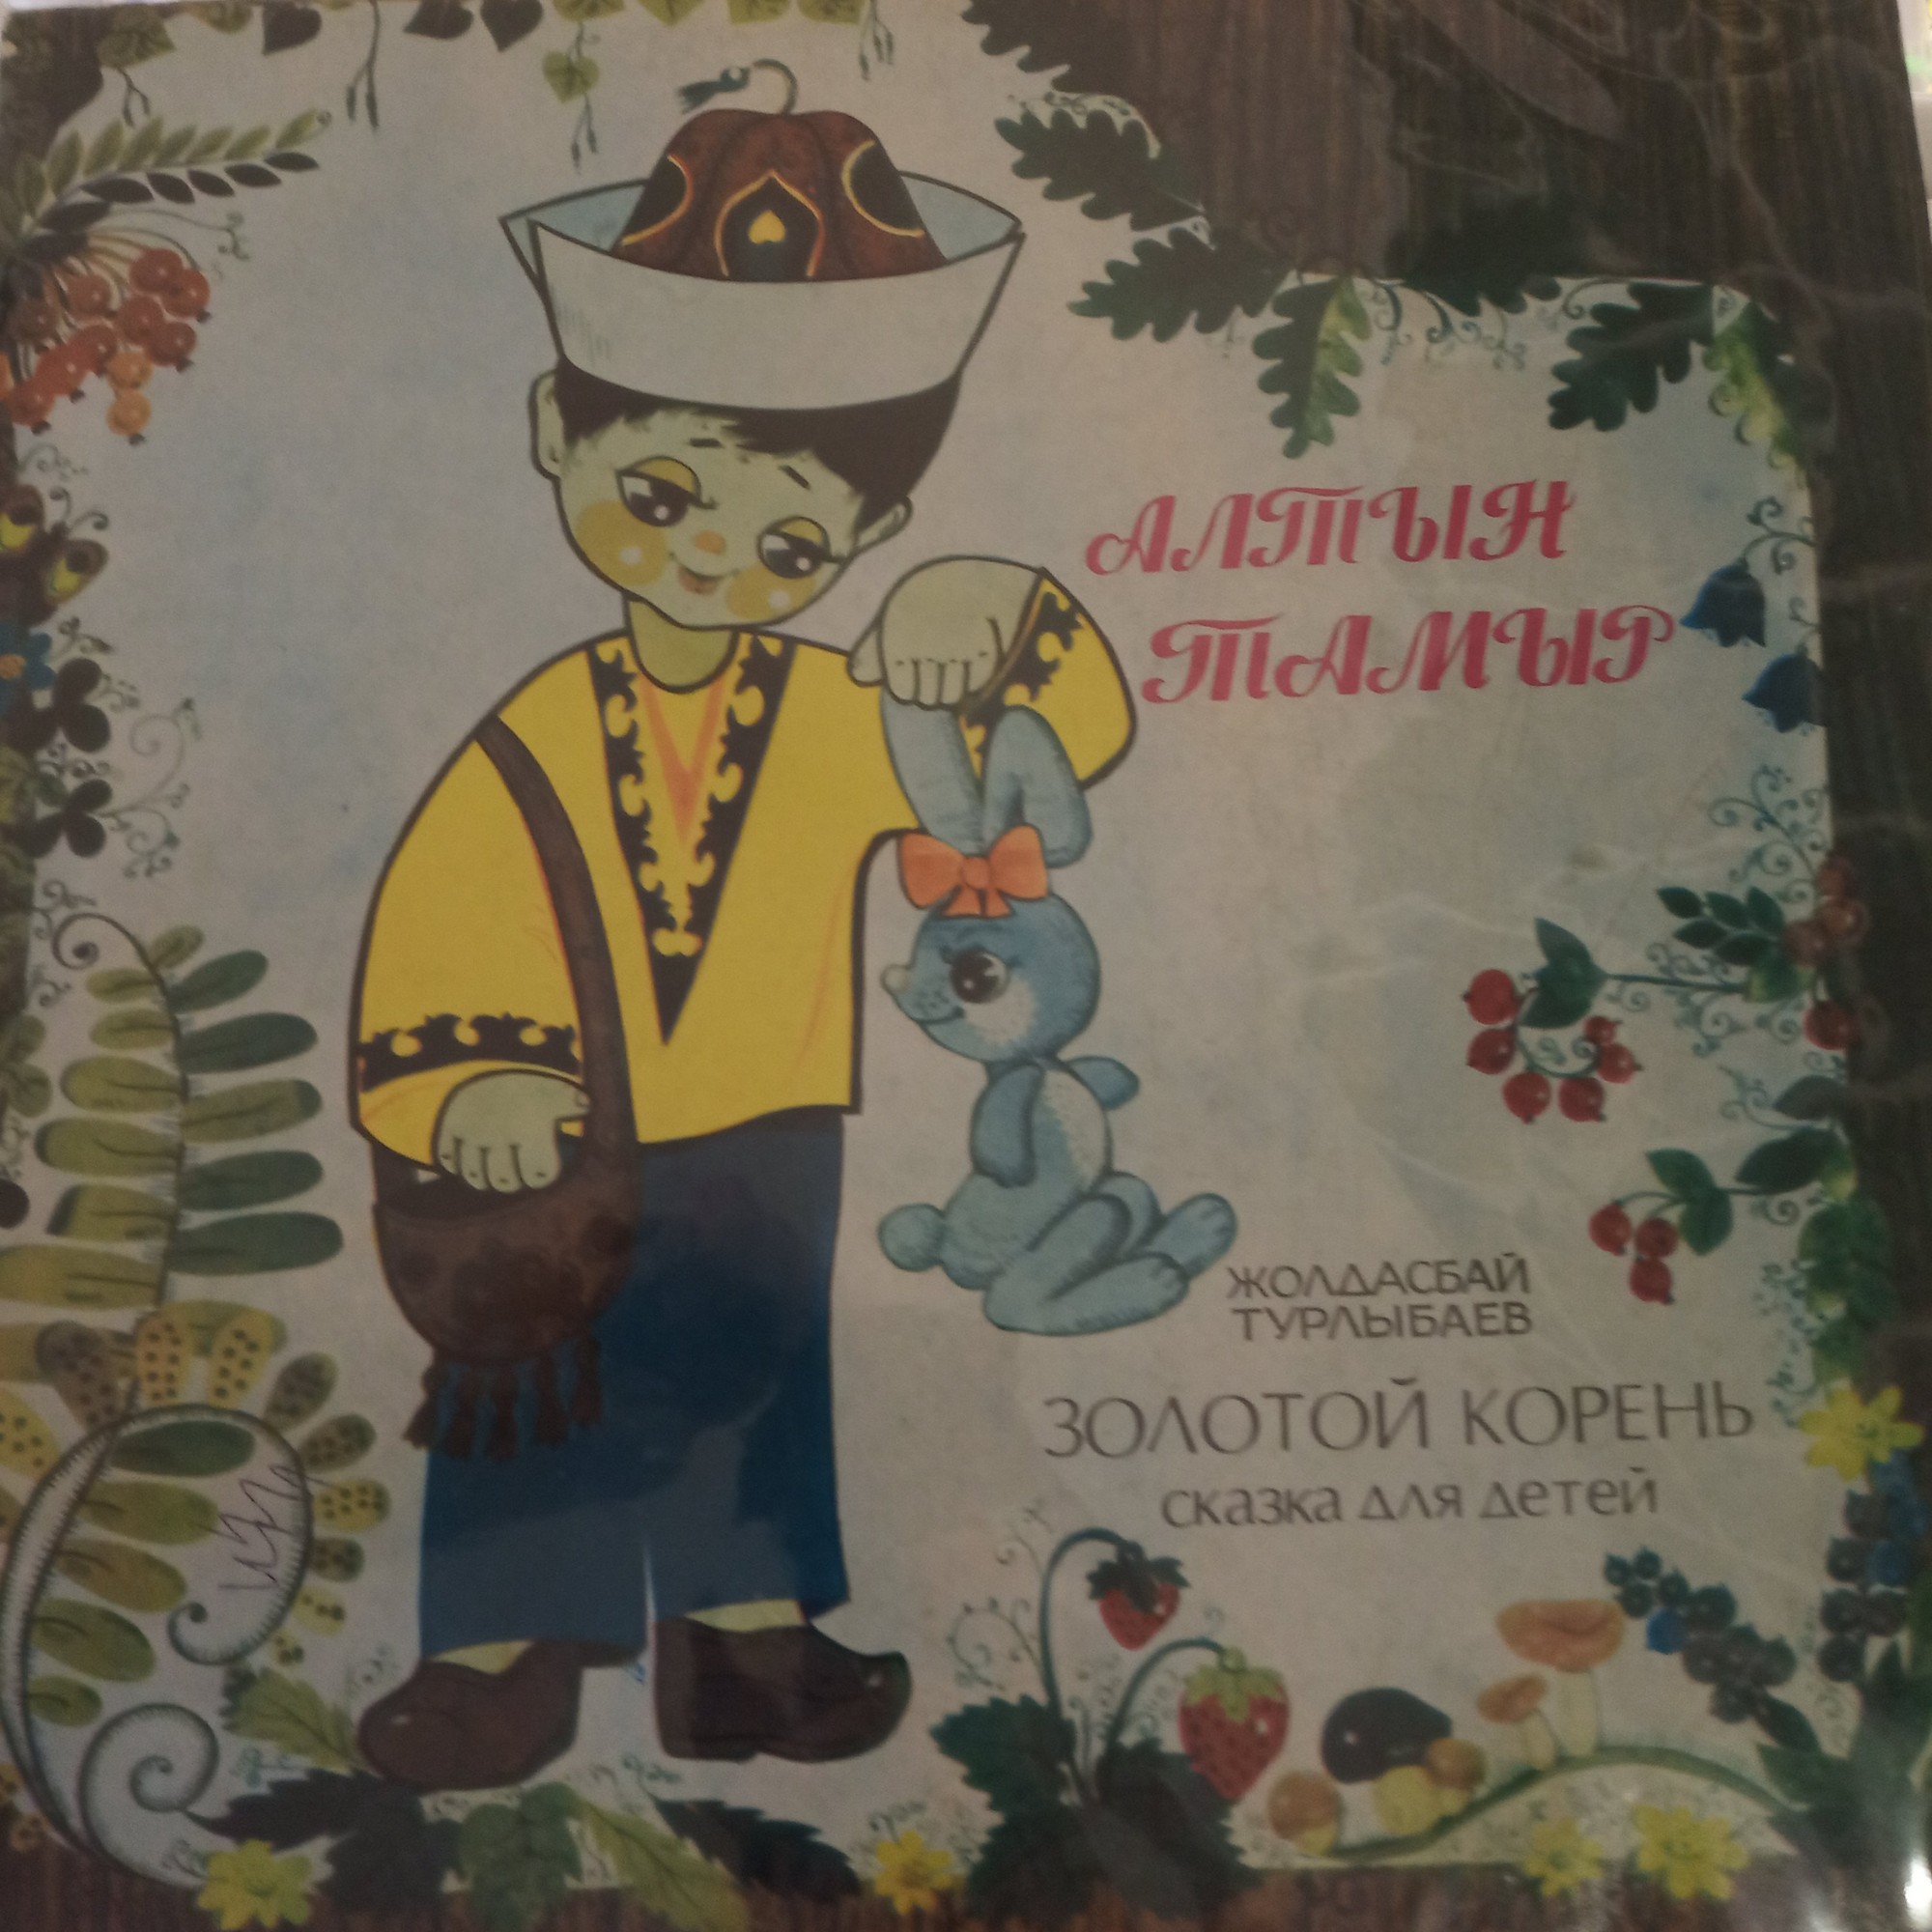 АЛТЫН
ТАМЫР
ЖОЛДАСБАЙ
ТУРЛЫБАЕВ
ЗОЛОТОЙ КОРЕНЬ
сказка для детей